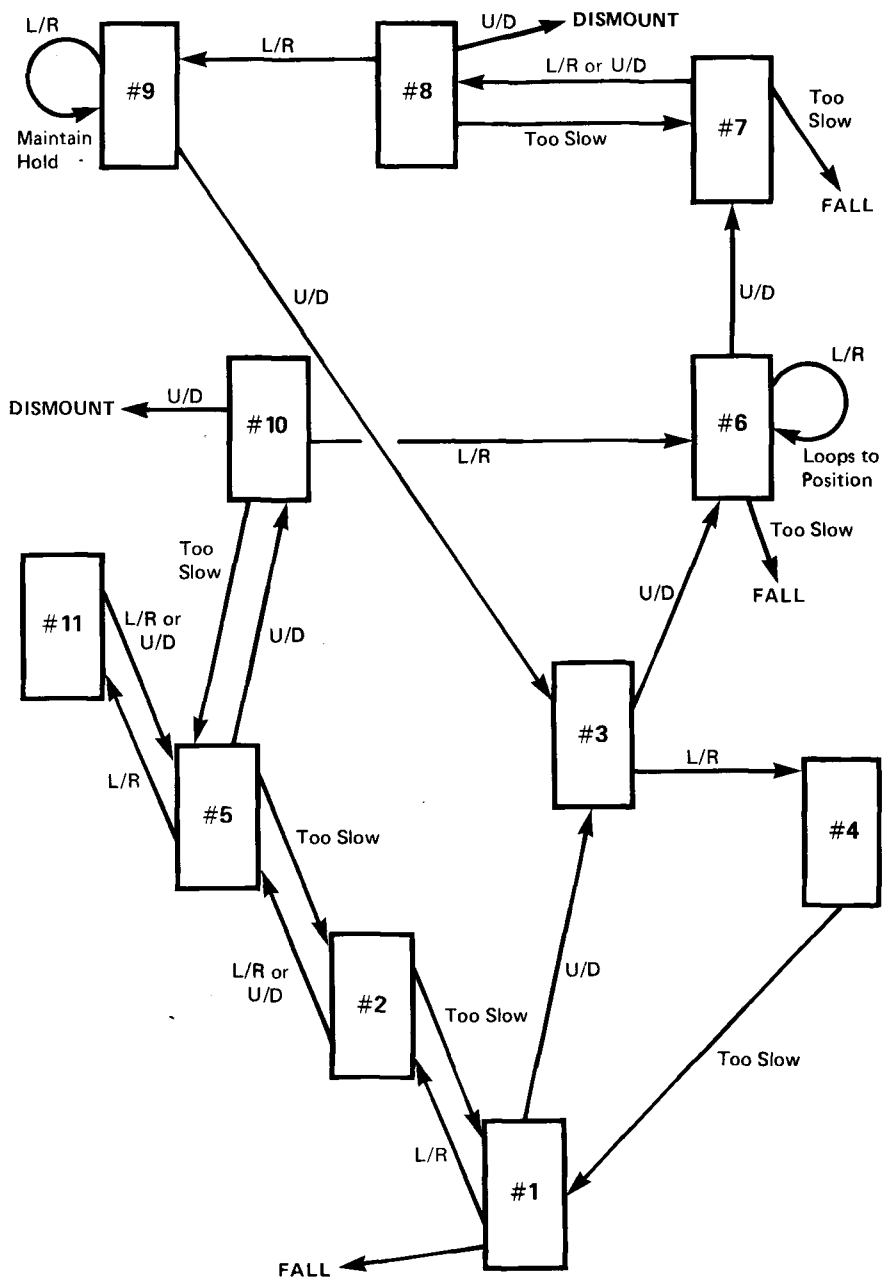 L/R
U/D
DISMOUNT
L/R
#9
#8
L/R or U/D
Too
Slow
#7
Maintain
Hold
Too Slow
FALL
U/D
U/D
L/R
DISMOUNT
U/D
#10
#6
L/R
Loops to
Position
Too Slow
Too
Slow
FALL
U/D
#11
L/R or
U/D
U/D
#3
L/R
L/R
#5
#4
Too Slow
L/R or
U/D
U/D
#2
Too Slow
Too Slow
L/R
#1
FALL